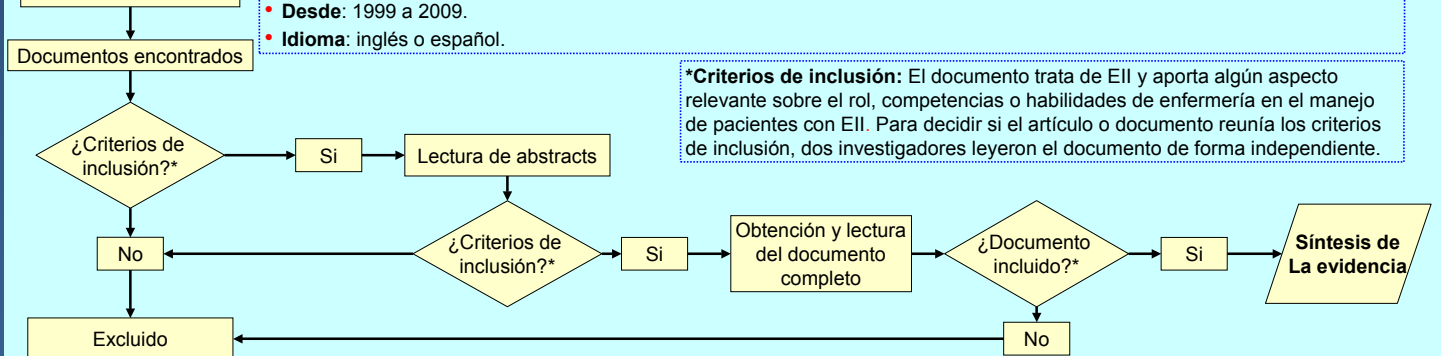 • Desde: 1999 a 2009.
• Idioma: inglés o español.
Documentos encontrados
*Criterios de inclusión: El documento trata de EII y aporta algún aspecto
relevante sobre el rol, competencias o habilidades de enfermería en el manejo
de pacientes con EII. Para decidir si el artículo o documento reunía los criterios
de inclusión, dos investigadores leyeron el documento de forma independiente.
¿Criterios de
inclusión?*
Si
Lectura de abstracts
No
¿Criterios de
inclusión?*
Si
Obtención y lectura
del documento
completo
¿Documento
incluido?*
Si
Síntesis de
La evidencia
Excluido
No